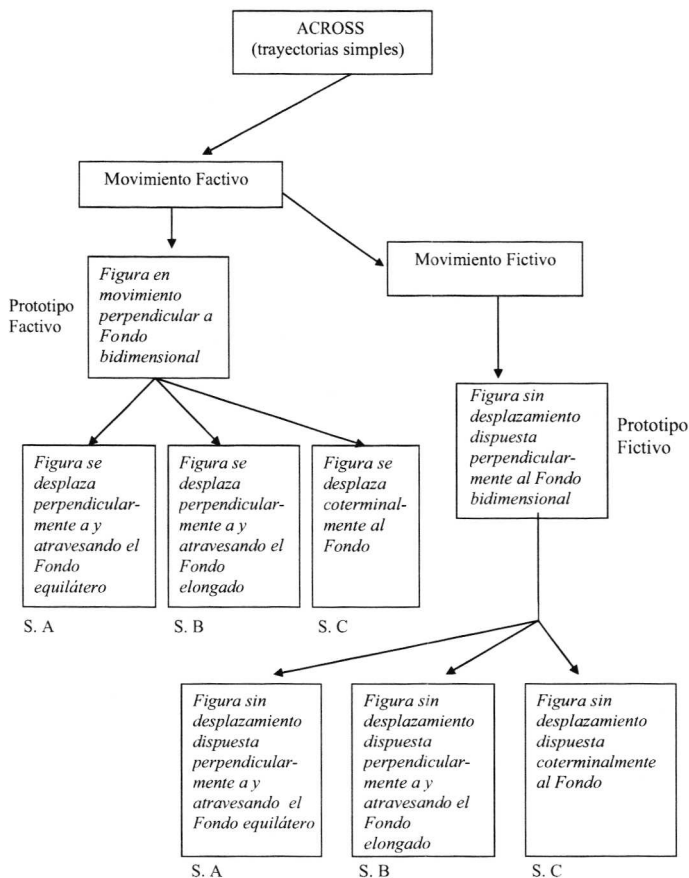 ACROSS
(trayectorias simples)
Movimiento Factivo
Movimiento Fictivo
Prototipo
Factivo
Figura en
movimiento
perpendicular a
Fondo
bidimensional
Figura sin
desplazamiento
dispuesta
perpendicular-
mente al Fondo
bidimensional
Prototipo
Fictivo
Figura se
desplaza
perpendicular-
mente a y
atravesando el
Fondo
equilátero
Figura se
desplaza
perpendicular-
mente a y
atravesando el
Fondo
elongado
Figura se
desplaza
coterminal-
mente al
Fondo
S. A
S. B
S. C
Figura sin
desplazamiento
dispuesta
perpendicular-
mente a y
atravesando el
Fondo equilátero
Figura sin
desplazamiento
dispuesta
perpendicular-
mente a y
atravesando el
Fondo
elongado
Figura sin
desplazamiento
dispuesta
coterminalmente
al Fondo
S. A
S. B
S. C